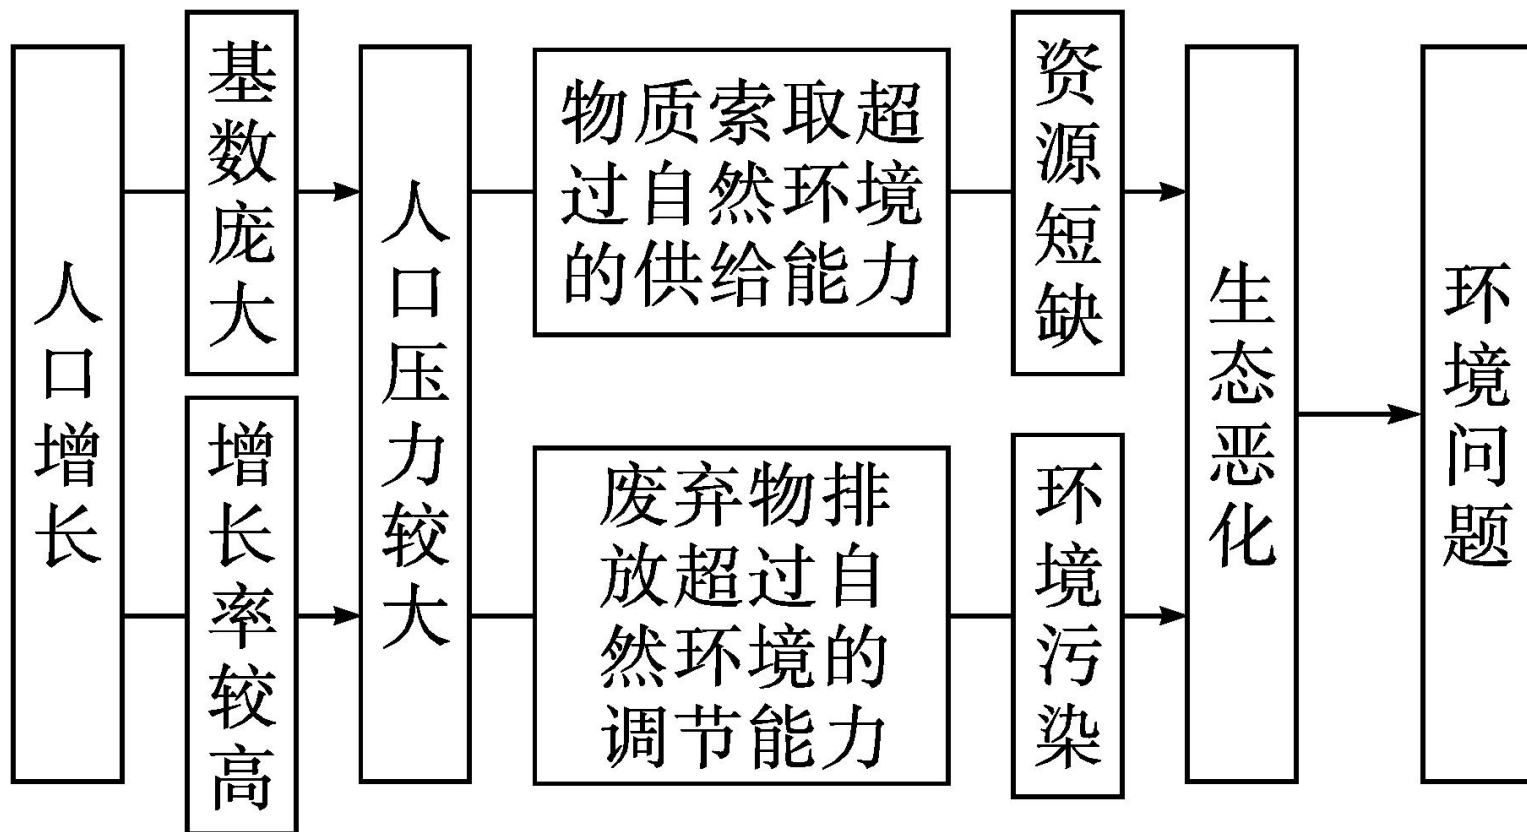 人口增长
基数庞大
增长率较高
人口压力较大
物质索取超
过自然环境
的供给能力
废弃物排
放超过自
然环境的
调节能力
资源短缺
环境污染
生态恶化
环境问题